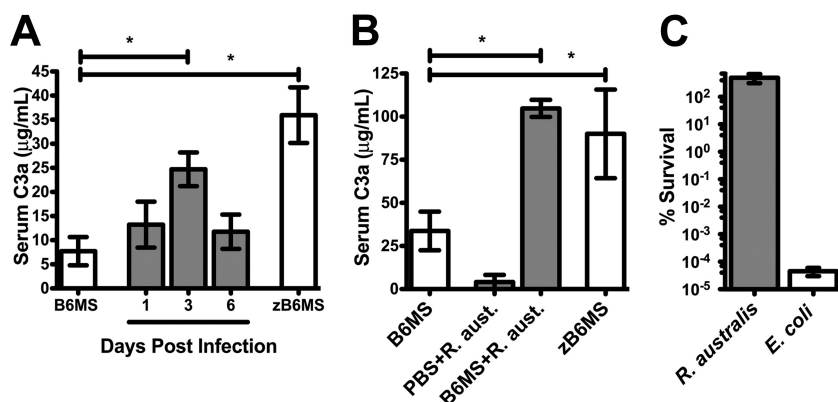 A
*
*
Serum C3a (µg/mL)
45
40
35
30
25
20
15
10
5
0
B6MS
1
3
6
zB6MS
Days Post Infection
B
*
*
Serum C3a (µg/mL)
125
100
75
50
25
0
B6MS
PBS+R. aust.
B6MS+R. aust.
zB6MS
C
% Survival
10²
10¹
10⁰
10⁻¹
10⁻²
10⁻³
10⁻⁴
10⁻⁵
R. australis
E. coli